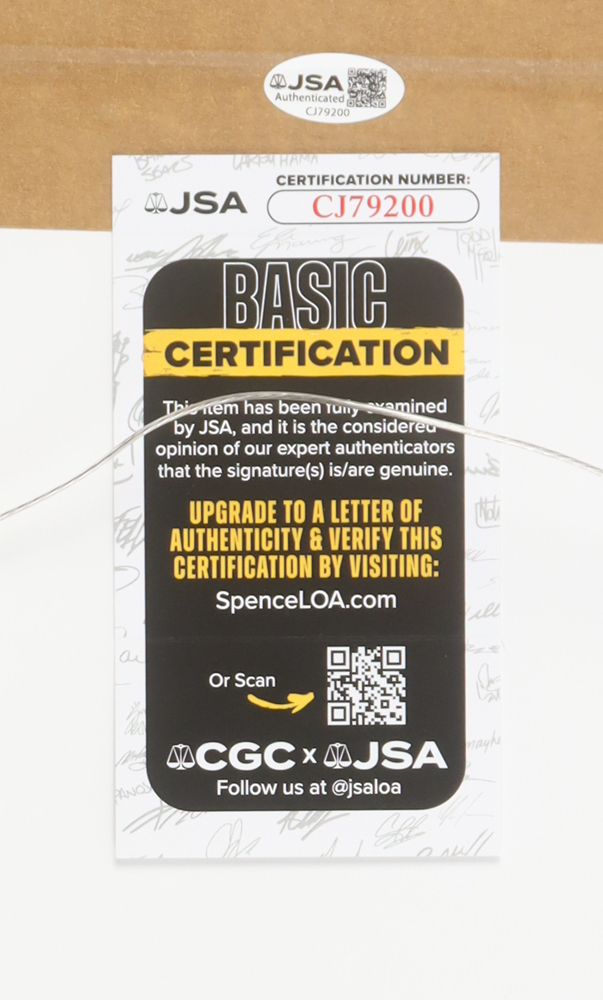 JSA
Authenticated
CJ79200
LARRY HAMA
CERTIFICATION NUMBER:
JSA
CJ79200
BASIC
CERTIFICATION
This item has been fully examined
by JSA, and it is the considered
opinion of our expert authenticators
that the signature(s) is/are genuine.
UPGRADE TO A LETTER OF
AUTHENTICITY & VERIFY THIS
CERTIFICATION BY VISITING:
SpenceLOA.com
Or Scan
CGC x JSA
Follow us at @jsaloa